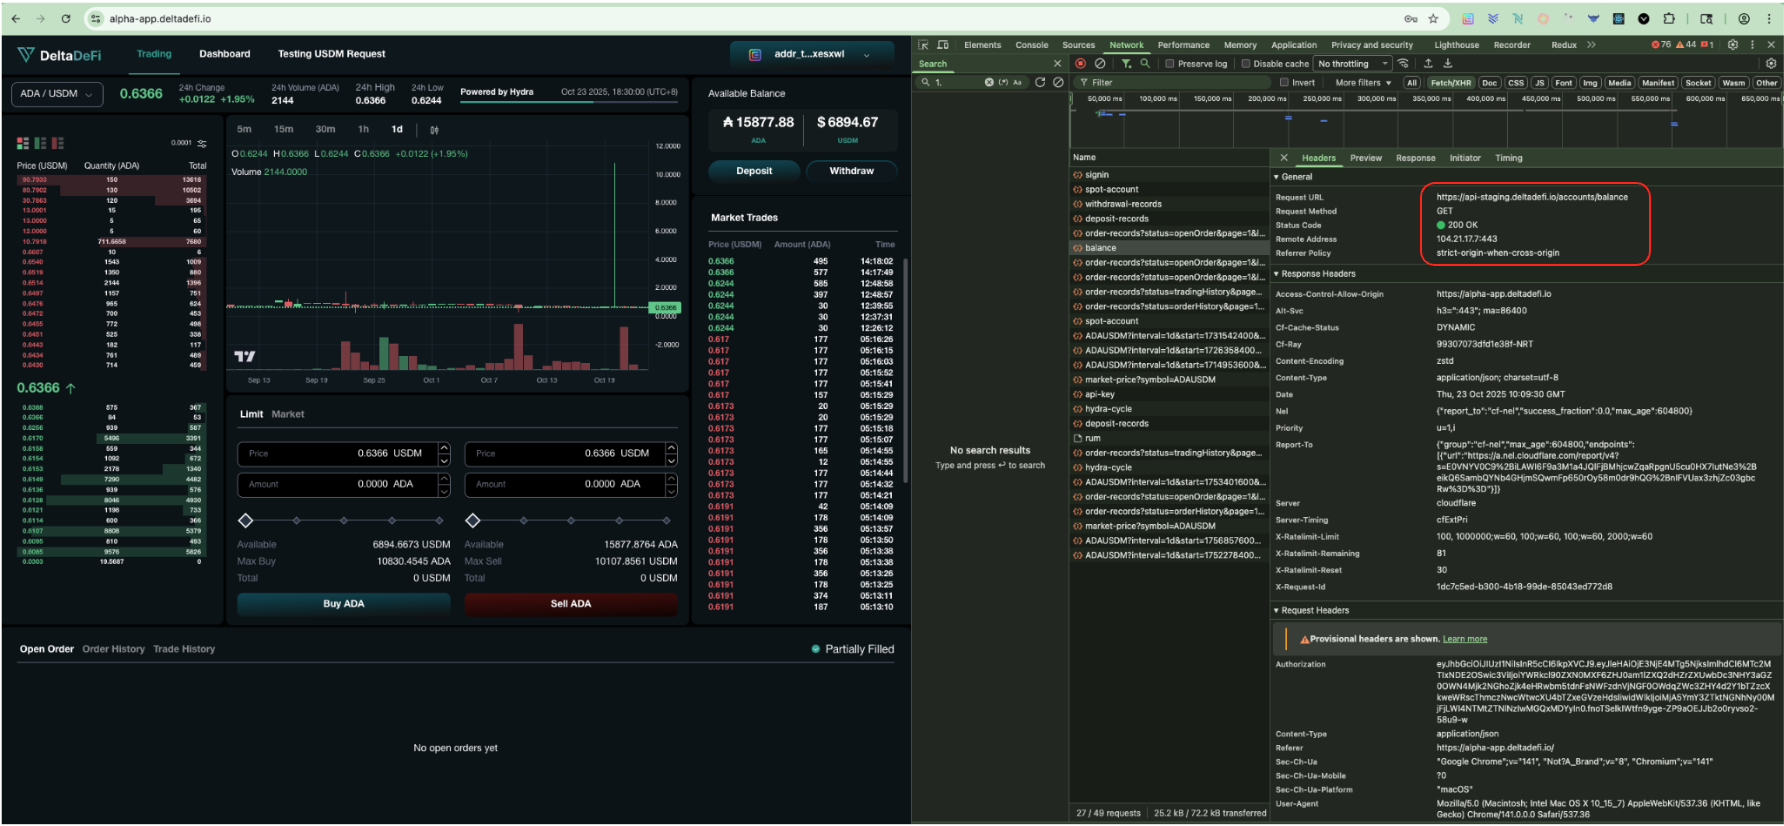 alpha-app.deltadefi.io
DeltaDeFi
Trading
Dashboard
Testing USDM Request
addr_t...xesxwl
ADA / USDM
0.6366
24h Change
+0.0122 +1.95%
24h Volume (ADA)
2144
24h High
0.6366
24h Low
0.6244
Powered by Hydra
Oct 23 2025, 18:30:00 (UTC+8)
0.0001
Price (USDM) Quantity (ADA) Total
90.7930 150 13618
80.7902 130 10502
30.7863 120 3694
13.0001 15 195
13.0000 5 65
13.0000 5 60
10.7918 711.6658 7680
0.6607 10 6
0.6540 1543 1009
0.6519 1350 880
0.6514 2144 1396
0.6487 1157 751
0.6476 965 624
0.6472 700 453
0.6455 772 498
0.6451 525 338
0.6443 182 117
0.6434 761 489
0.6430 714 459
0.6366
0.6388 575 367
0.6366 84 53
0.6256 939 587
0.6170 5496 3391
0.6158 559 344
0.6154 1092 672
0.6153 2178 1340
0.6149 7290 4482
0.6136 939 576
0.6128 8046 4930
0.6121 1198 733
0.6114 600 366
0.6107 8808 5379
0.6095 810 493
0.6085 9576 5826
0.0303 19.5687 0
5m 15m 30m 1h 1d
O0.6244 H0.6366 L0.6244 C0.6366 +0.0122 (+1.95%)
Volume 2144.0000
12.0000
10.0000
8.0000
6.0000
4.0000
2.0000
0.6366
0.0000
-2.0000
Sep 13 Sep 19 Sep 25 Oct 1 Oct 7 Oct 13 Oct 19
Limit Market
Price 0.6366 USDM
Amount 0.0000 ADA
Available 6894.6673 USDM
Max Buy 10830.4545 ADA
Total 0 USDM
Buy ADA
Price 0.6366 USDM
Amount 0.0000 ADA
Available 15877.8764 ADA
Max Sell 10107.8561 USDM
Total 0 USDM
Sell ADA
Available Balance
₳ 15877.88
ADA
$ 6894.67
USDM
Deposit
Withdraw
Market Trades
Price (USDM) Amount (ADA) Time
0.6366 495 14:18:02
0.6366 577 14:17:49
0.6244 585 12:48:58
0.6244 397 12:48:57
0.6244 30 12:39:55
0.6244 30 12:37:31
0.6244 30 12:26:12
0.617 177 05:16:26
0.617 177 05:16:15
0.617 177 05:16:03
0.617 177 05:15:52
0.617 177 05:15:41
0.617 157 05:15:29
0.6173 20 05:15:29
0.6173 20 05:15:29
0.6173 177 05:15:18
0.6173 177 05:15:07
0.6173 165 05:14:55
0.6173 12 05:14:55
0.6173 177 05:14:44
0.6173 177 05:14:32
0.6173 177 05:14:21
0.6191 42 05:14:09
0.6191 178 05:14:09
0.6191 356 05:13:57
0.6191 178 05:13:50
0.6191 356 05:13:38
0.6191 178 05:13:38
0.6191 356 05:13:26
0.6191 178 05:13:25
0.6191 374 05:13:11
0.6191 187 05:13:10
Open Order Order History Trade History
Partially Filled
No open orders yet
Elements Console Sources Network Performance Memory Application Privacy and security Lighthouse Recorder Redux
76 44 1
Search
1.
Aa
No search results
Type and press ↵ to search
Preserve log
Disable cache
No throttling
Filter
Invert
More filters
All Fetch/XHR Doc CSS JS Font Img Media Manifest Socket Wasm Other
50,000 ms 100,000 ms 150,000 ms 200,000 ms 250,000 ms 300,000 ms 350,000 ms 400,000 ms 450,000 ms 500,000 ms 550,000 ms 600,000 ms 650,000 ms
Name
signin
spot-account
withdrawal-records
deposit-records
order-records?status=openOrder&page=1&l...
balance
order-records?status=openOrder&page=1&l...
order-records?status=openOrder&page=1&l...
order-records?status=tradingHistory&page...
order-records?status=orderHistory&page=1...
spot-account
ADAUSDM?interval=1d&start=1731542400&...
ADAUSDM?interval=1d&start=1726358400...
ADAUSDM?interval=1d&start=1714953600&...
market-price?symbol=ADAUSDM
api-key
hydra-cycle
deposit-records
rum
order-records?status=tradingHistory&page...
hydra-cycle
ADAUSDM?interval=1d&start=1753401600&...
order-records?status=openOrder&page=1&l...
order-records?status=orderHistory&page=1...
market-price?symbol=ADAUSDM
ADAUSDM?interval=1d&start=1756857600...
ADAUSDM?interval=1d&start=1752278400...
27 / 49 requests 25.2 kB / 72.2 kB transferred
Headers Preview Response Initiator Timing
General
Request URL https://api-staging.deltadefi.io/accounts/balance
Request Method GET
Status Code 200 OK
Remote Address 104.21.17.7:443
Referrer Policy strict-origin-when-cross-origin
Response Headers
Access-Control-Allow-Origin https://alpha-app.deltadefi.io
Alt-Svc h3=":443"; ma=86400
Cf-Cache-Status DYNAMIC
Cf-Ray 99307073dfd1e38f-NRT
Content-Encoding zstd
Content-Type application/json; charset=utf-8
Date Thu, 23 Oct 2025 10:09:30 GMT
Nel {"report_to":"cf-nel","success_fraction":0.0,"max_age":604800}
Priority u=1,i
Report-To {"group":"cf-nel","max_age":604800,"endpoints":
[{"url":"https://a.nel.cloudflare.com/report/v4?
Server cloudflare
Server-Timing cfExtPri
X-Ratelimit-Limit 100, 1000000;w=60, 100;w=60, 100;w=60, 2000;w=60
X-Ratelimit-Remaining 81
X-Ratelimit-Reset 30
X-Request-Id 1dc7c5ed-b300-4b18-99de-85043ed772d8
Request Headers
Provisional headers are shown. Learn more
Authorization
Content-Type application/json
Referer https://alpha-app.deltadefi.io/
Sec-Ch-Ua "Google Chrome";v="141", "Not?A_Brand";v="8", "Chromium";v="141"
Sec-Ch-Ua-Mobile ?0
Sec-Ch-Ua-Platform "macOS"
User-Agent Mozilla/5.0 (Macintosh; Intel Mac OS X 10_15_7) AppleWebKit/537.36 (KHTML, like
Gecko) Chrome/141.0.0.0 Safari/537.36